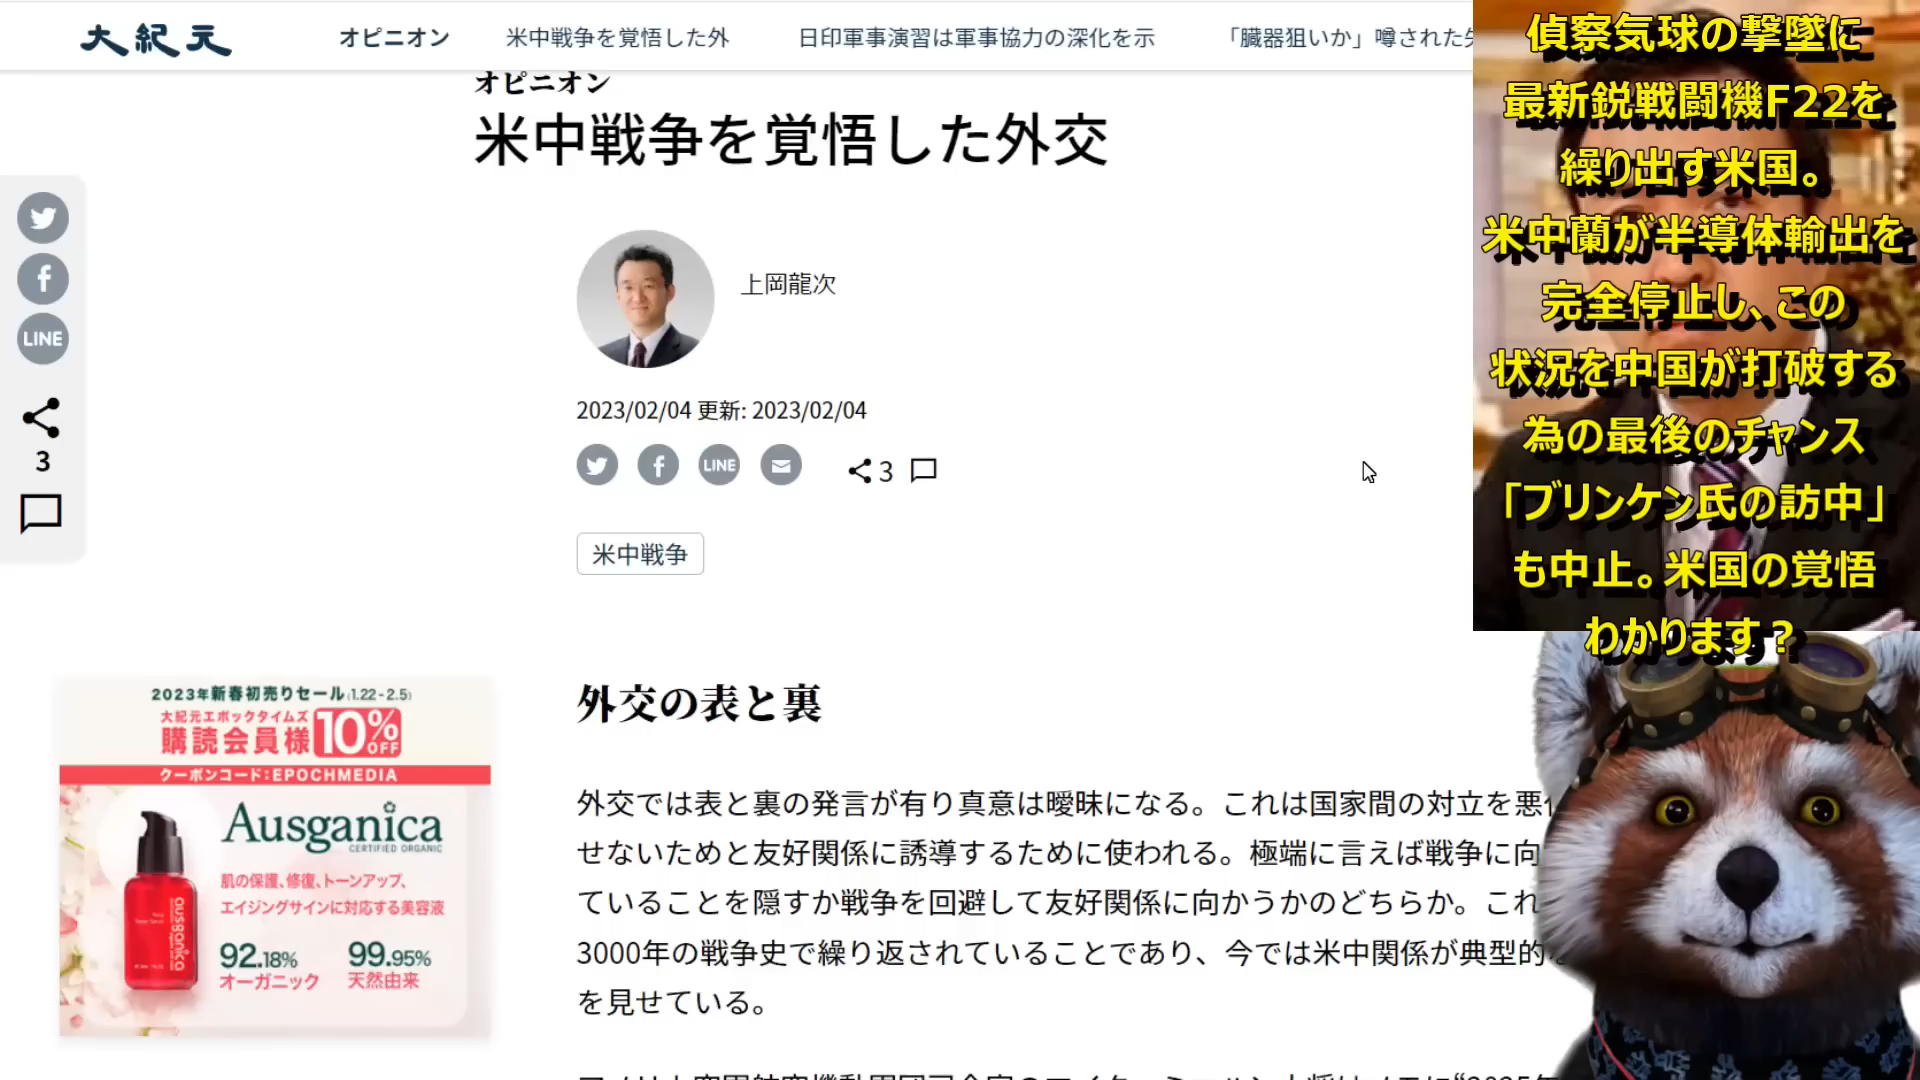 大紀元
オピニオン
米中戦争を覚悟した外
日印軍事演習は軍事協力の深化を示
「臓器狙いか」噂された
オピニオン
米中戦争を覚悟した外交
上岡龍次
2023/02/04 更新: 2023/02/04
LINE
3
LINE
3
米中戦争
2023年新春初売りセール(1.22-2.5)
大紀元エポックタイムズ
購読会員様10%OFF
クーポンコード:EPOCHMEDIA
Ausganica
CERTIFIED ORGANIC
肌の保護、修復、トーンアップ、
エイジングサインに対応する美容液
92.18%
オーガニック
99.95%
天然由来
ausganica
外交の表と裏
外交では表と裏の発言が有り真意は曖昧になる。これは国家間の対立を悪
せないためと友好関係に誘導するために使われる。極端に言えば戦争に向
ていることを隠すか戦争を回避して友好関係に向かうかのどちらか。これ
3000年の戦争史で繰り返されていることであり、今では米中関係が典型的
を見せている。
偵察気球の撃墜に
最新鋭戦闘機F22を
繰り出す米国。
米中蘭が半導体輸出を
完全停止し、この
状況を中国が打破する
為の最後のチャンス
「ブリンケン氏の訪中」
も中止。米国の覚悟
わかります？